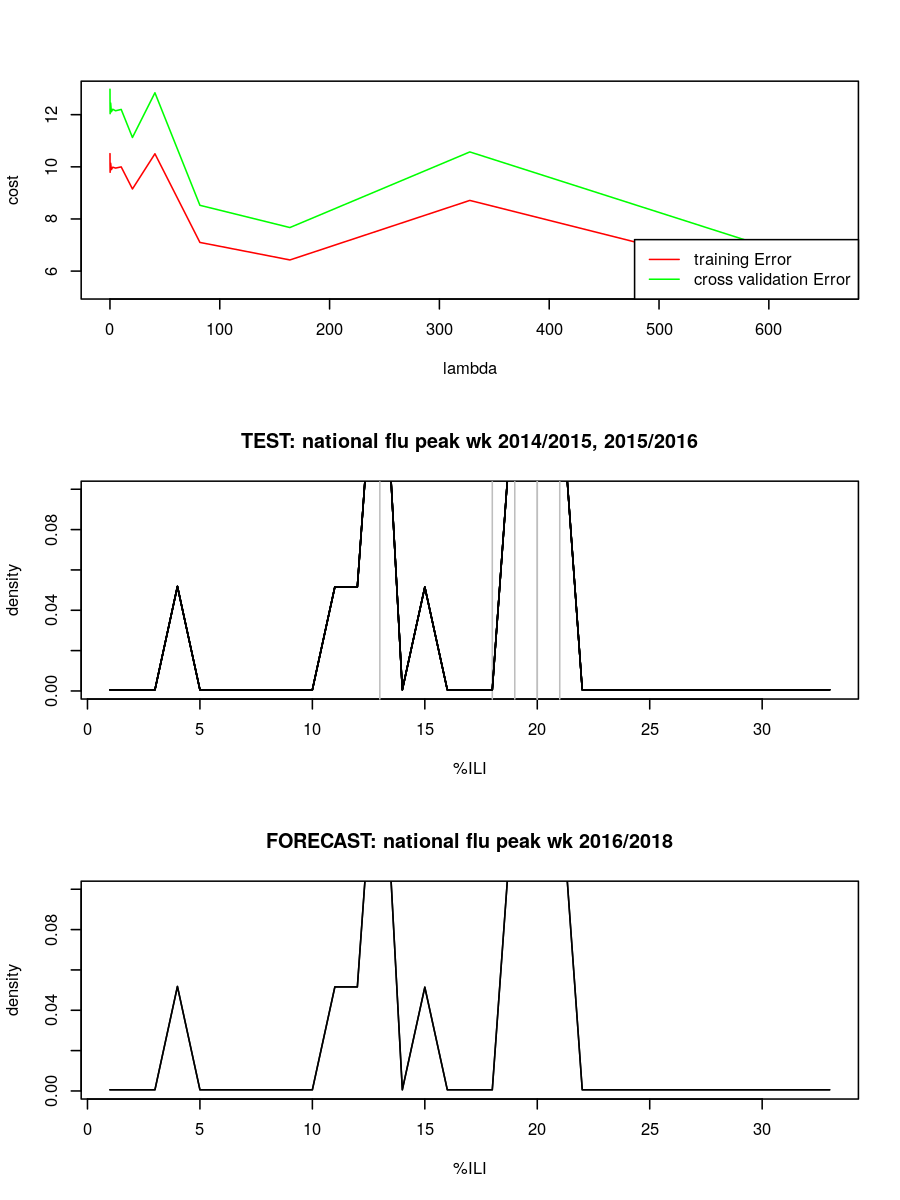 12
10
8
6
cost
training Error
cross validation Error
0 100 200 300 400 500 600
lambda
TEST: national flu peak wk 2014/2015, 2015/2016
0.08
0.04
0.00
density
0 5 10 15 20 25 30
%ILI
FORECAST: national flu peak wk 2016/2018
0.08
0.04
0.00
density
0 5 10 15 20 25 30
%ILI